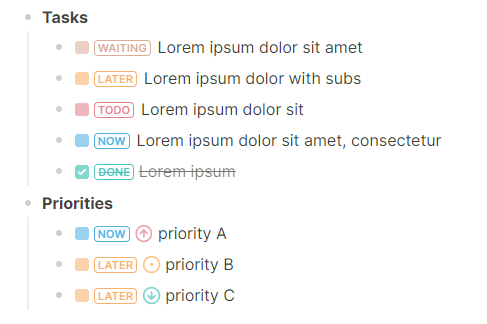 Tasks
WAITING Lorem ipsum dolor sit amet
LATER Lorem ipsum dolor with subs
TODO Lorem ipsum dolor sit
NOW Lorem ipsum dolor sit amet, consectetur
DONE Lorem ipsum
Priorities
NOW priority A
LATER priority B
LATER priority C